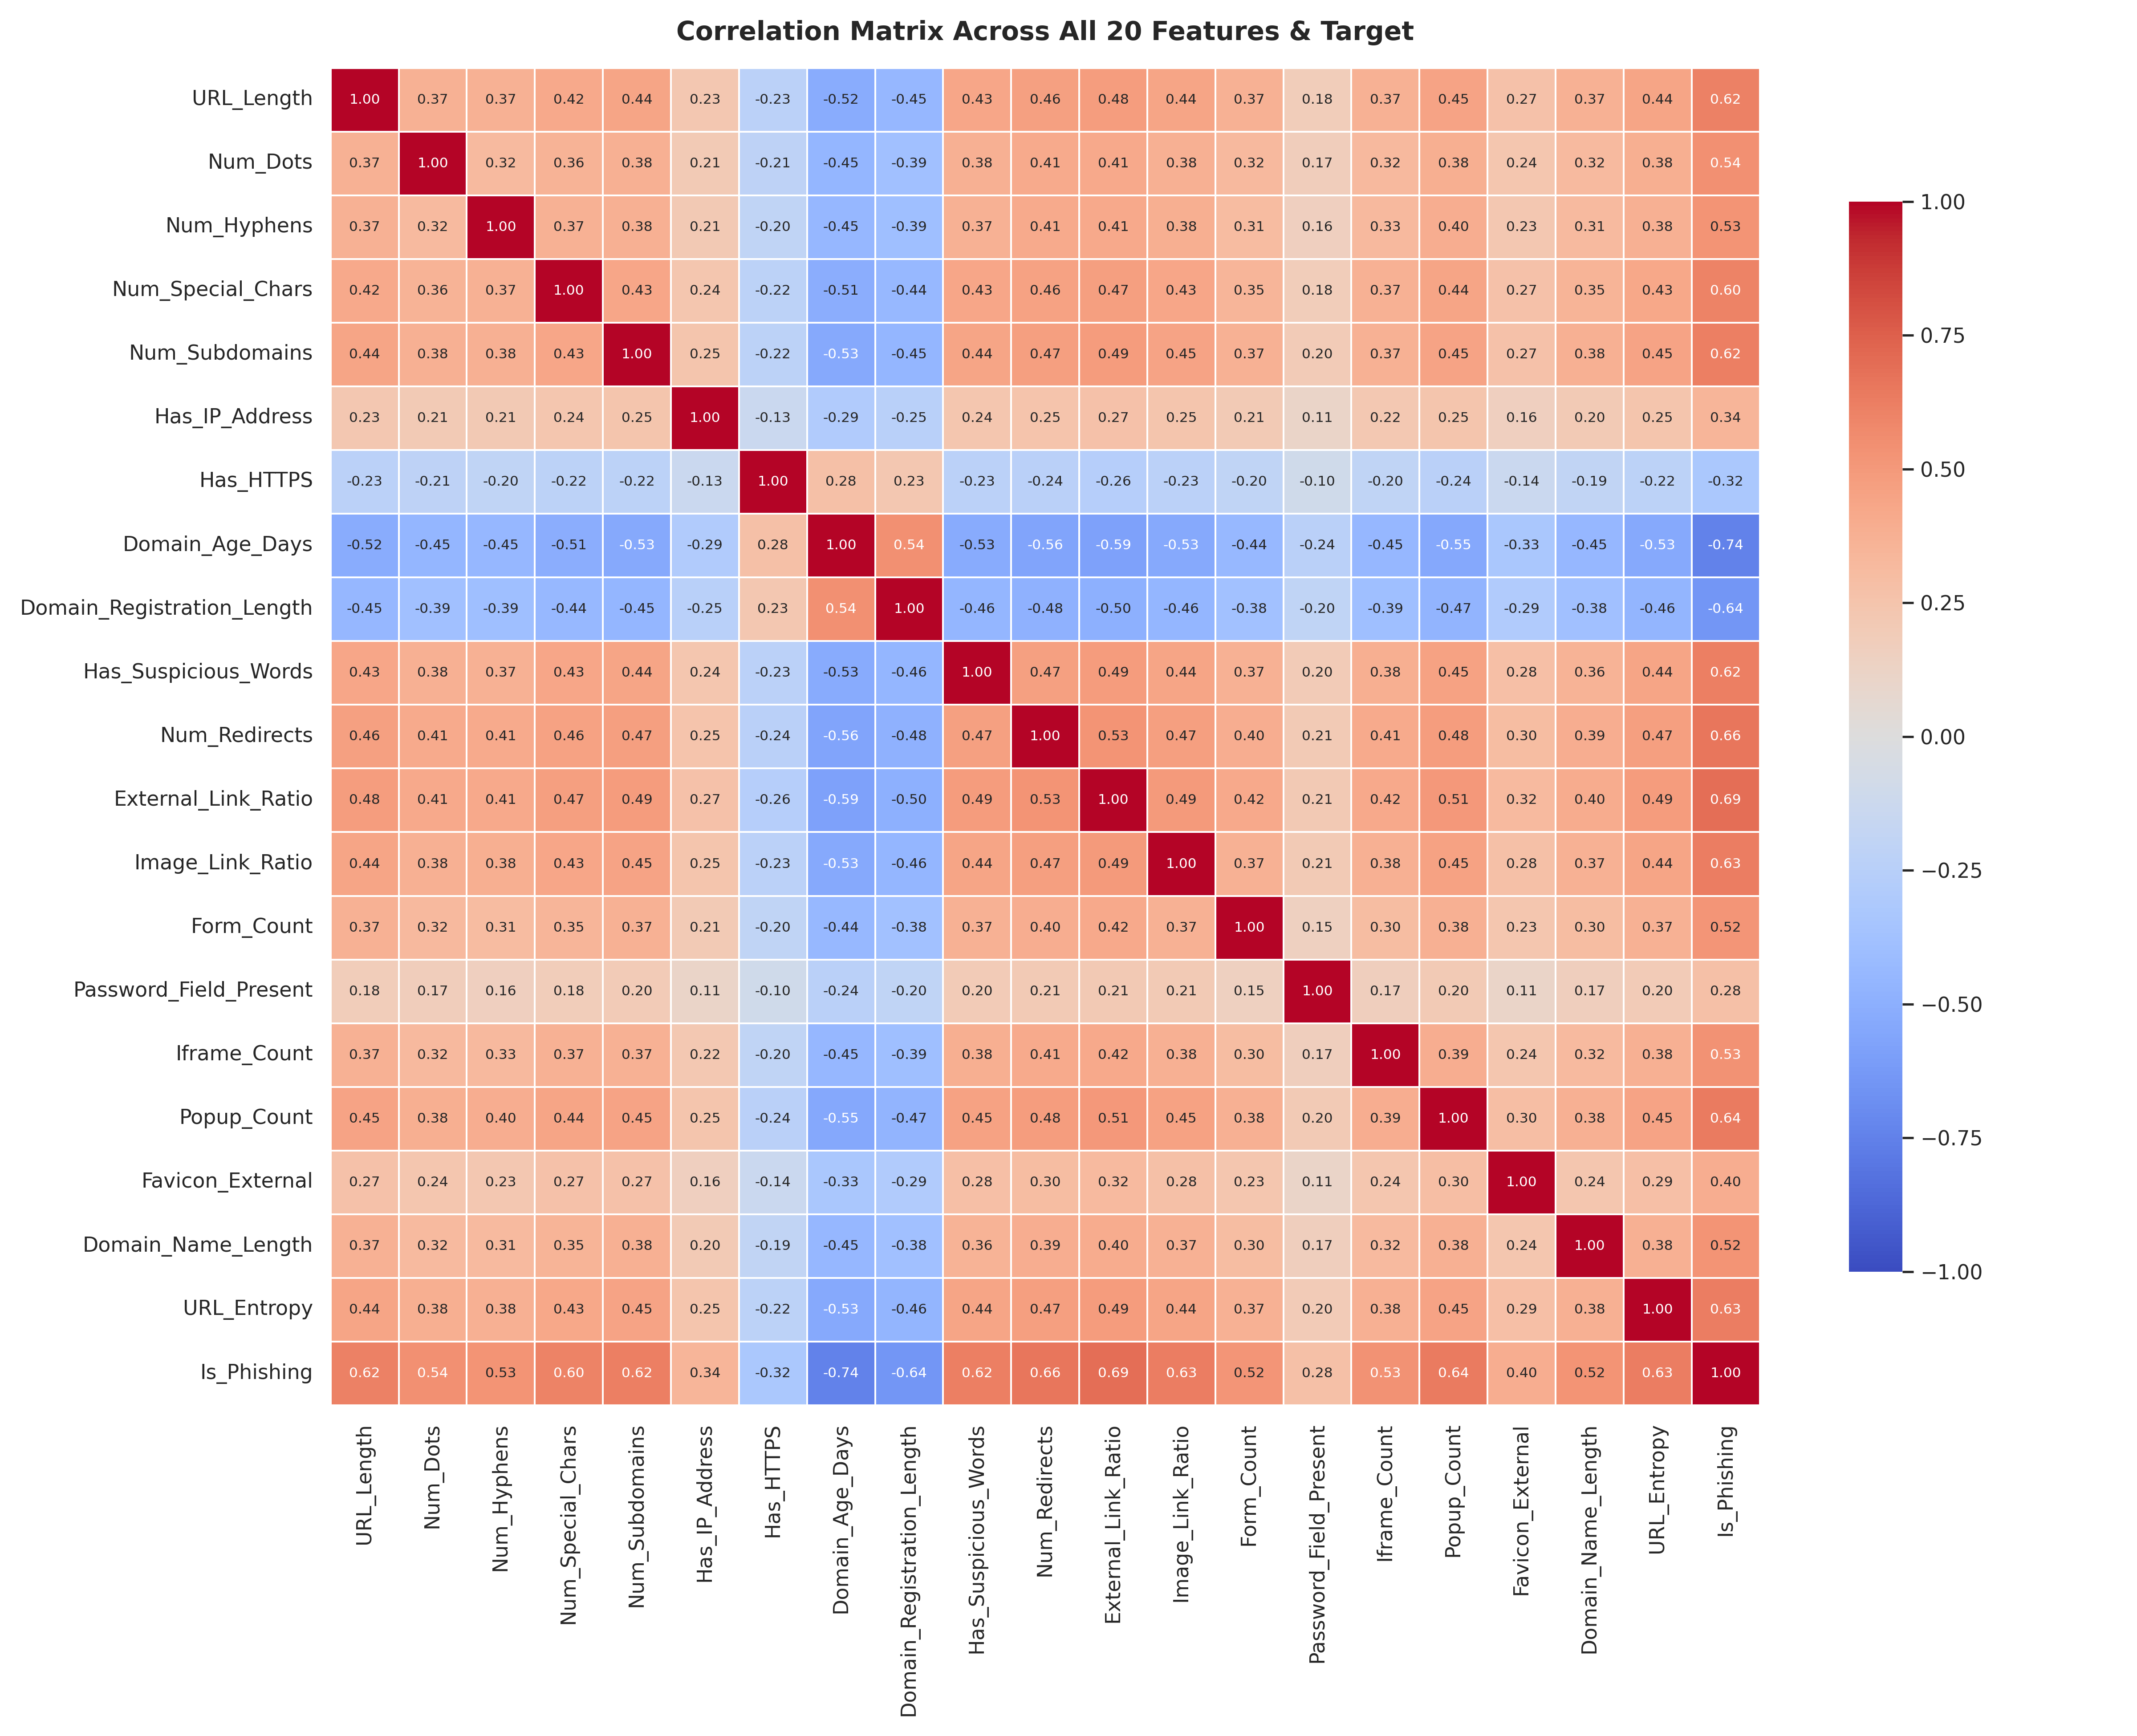 Correlation Matrix Across All 20 Features & Target
URL_Length 1.00 0.37 0.37 0.42 0.44 0.23 -0.23 -0.52 -0.45 0.43 0.46 0.48 0.44 0.37 0.18 0.37 0.45 0.27 0.37 0.44 0.62
Num_Dots 0.37 1.00 0.32 0.36 0.38 0.21 -0.21 -0.45 -0.39 0.38 0.41 0.41 0.38 0.32 0.17 0.32 0.38 0.24 0.32 0.38 0.54
Num_Hyphens 0.37 0.32 1.00 0.37 0.38 0.21 -0.20 -0.45 -0.39 0.37 0.41 0.41 0.38 0.31 0.16 0.33 0.40 0.23 0.31 0.38 0.53
Num_Special_Chars 0.42 0.36 0.37 1.00 0.43 0.24 -0.22 -0.51 -0.44 0.43 0.46 0.47 0.43 0.35 0.18 0.37 0.44 0.27 0.35 0.43 0.60
Num_Subdomains 0.44 0.38 0.38 0.43 1.00 0.25 -0.22 -0.53 -0.45 0.44 0.47 0.49 0.45 0.37 0.20 0.37 0.45 0.27 0.38 0.45 0.62
Has_IP_Address 0.23 0.21 0.21 0.24 0.25 1.00 -0.13 -0.29 -0.25 0.24 0.25 0.27 0.25 0.21 0.11 0.22 0.25 0.16 0.20 0.25 0.34
Has_HTTPS -0.23 -0.21 -0.20 -0.22 -0.22 -0.13 1.00 0.28 0.23 -0.23 -0.24 -0.26 -0.23 -0.20 -0.10 -0.20 -0.24 -0.14 -0.19 -0.22 -0.32
Domain_Age_Days -0.52 -0.45 -0.45 -0.51 -0.53 -0.29 0.28 1.00 0.54 -0.53 -0.56 -0.59 -0.53 -0.44 -0.24 -0.45 -0.55 -0.33 -0.45 -0.53 -0.74
Domain_Registration_Length -0.45 -0.39 -0.39 -0.44 -0.45 -0.25 0.23 0.54 1.00 -0.46 -0.48 -0.50 -0.46 -0.38 -0.20 -0.39 -0.47 -0.29 -0.38 -0.46 -0.64
Has_Suspicious_Words 0.43 0.38 0.37 0.43 0.44 0.24 -0.23 -0.53 -0.46 1.00 0.47 0.49 0.44 0.37 0.20 0.38 0.45 0.28 0.36 0.44 0.62
Num_Redirects 0.46 0.41 0.41 0.46 0.47 0.25 -0.24 -0.56 -0.48 0.47 1.00 0.53 0.47 0.40 0.21 0.41 0.48 0.30 0.39 0.47 0.66
External_Link_Ratio 0.48 0.41 0.41 0.47 0.49 0.27 -0.26 -0.59 -0.50 0.49 0.53 1.00 0.49 0.42 0.21 0.42 0.51 0.32 0.40 0.49 0.69
Image_Link_Ratio 0.44 0.38 0.38 0.43 0.45 0.25 -0.23 -0.53 -0.46 0.44 0.47 0.49 1.00 0.37 0.21 0.38 0.45 0.28 0.37 0.44 0.63
Form_Count 0.37 0.32 0.31 0.35 0.37 0.21 -0.20 -0.44 -0.38 0.37 0.40 0.42 0.37 1.00 0.15 0.30 0.38 0.23 0.30 0.37 0.52
Password_Field_Present 0.18 0.17 0.16 0.18 0.20 0.11 -0.10 -0.24 -0.20 0.20 0.21 0.21 0.21 0.15 1.00 0.17 0.20 0.11 0.17 0.20 0.28
Iframe_Count 0.37 0.32 0.33 0.37 0.37 0.22 -0.20 -0.45 -0.39 0.38 0.41 0.42 0.38 0.30 0.17 1.00 0.39 0.24 0.32 0.38 0.53
Popup_Count 0.45 0.38 0.40 0.44 0.45 0.25 -0.24 -0.55 -0.47 0.45 0.48 0.51 0.45 0.38 0.20 0.39 1.00 0.30 0.38 0.45 0.64
Favicon_External 0.27 0.24 0.23 0.27 0.27 0.16 -0.14 -0.33 -0.29 0.28 0.30 0.32 0.28 0.23 0.11 0.24 0.30 1.00 0.24 0.29 0.40
Domain_Name_Length 0.37 0.32 0.31 0.35 0.38 0.20 -0.19 -0.45 -0.38 0.36 0.39 0.40 0.37 0.30 0.17 0.32 0.38 0.24 1.00 0.38 0.52
URL_Entropy 0.44 0.38 0.38 0.43 0.45 0.25 -0.22 -0.53 -0.46 0.44 0.47 0.49 0.44 0.37 0.20 0.38 0.45 0.29 0.38 1.00 0.63
Is_Phishing 0.62 0.54 0.53 0.60 0.62 0.34 -0.32 -0.74 -0.64 0.62 0.66 0.69 0.63 0.52 0.28 0.53 0.64 0.40 0.52 0.63 1.00
URL_Length
Num_Dots
Num_Hyphens
Num_Special_Chars
Num_Subdomains
Has_IP_Address
Has_HTTPS
Domain_Age_Days
Domain_Registration_Length
Has_Suspicious_Words
Num_Redirects
External_Link_Ratio
Image_Link_Ratio
Form_Count
Password_Field_Present
Iframe_Count
Popup_Count
Favicon_External
Domain_Name_Length
URL_Entropy
Is_Phishing
1.00
0.75
0.50
0.25
0.00
−0.25
−0.50
−0.75
−1.00